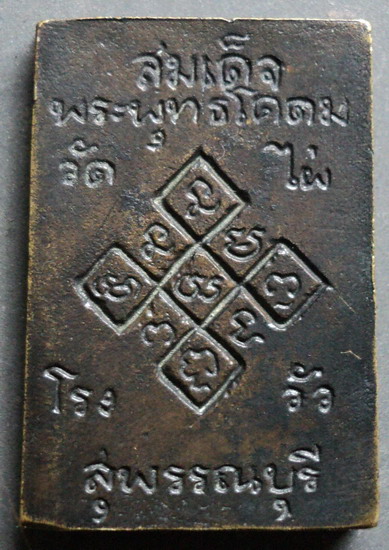 สมเด็จ
พระพุทธโคดม
วัด ไผ่
โรง วัว
สุพรรณบุรี